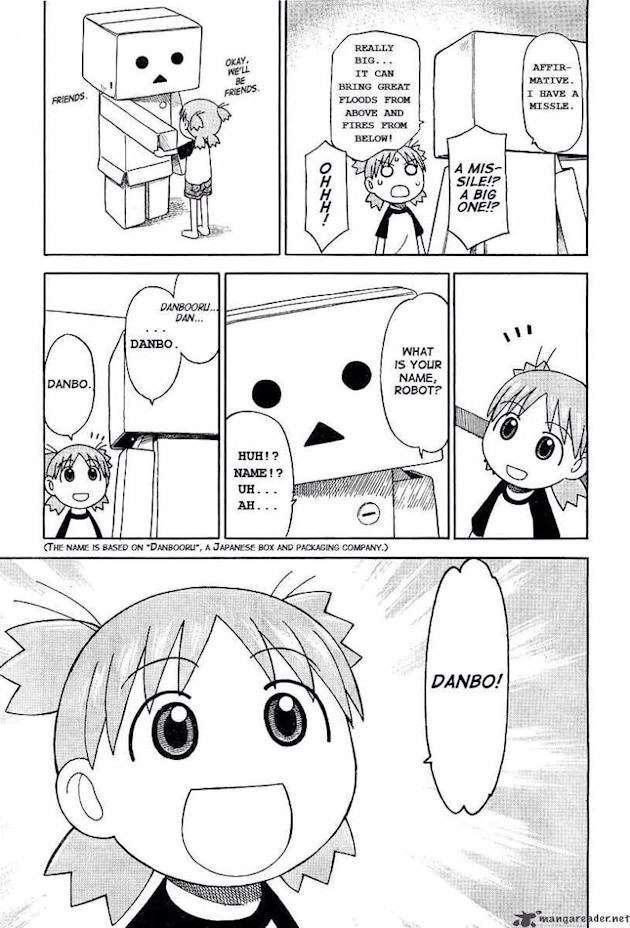 AFFIR-
MATIVE.
I HAVE A
MISSLE.
A MIS-
SILE!?
A BIG
ONE!?
REALLY
BIG...
IT CAN
BRING GREAT
FLOODS FROM
ABOVE AND
FIRES FROM
BELOW!
OHHH!
OKAY,
WE'LL
BE
FRIENDS.
FRIENDS.
WHAT
IS YOUR
NAME,
ROBOT?
HUH!?
NAME!?
UH...
AH...
DANBOORU...
DAN...
...
DANBO.
DANBO.
(THE NAME IS BASED ON "DANBOORU", A JAPANESE BOX AND PACKAGING COMPANY.)
DANBO!
mangareader.net